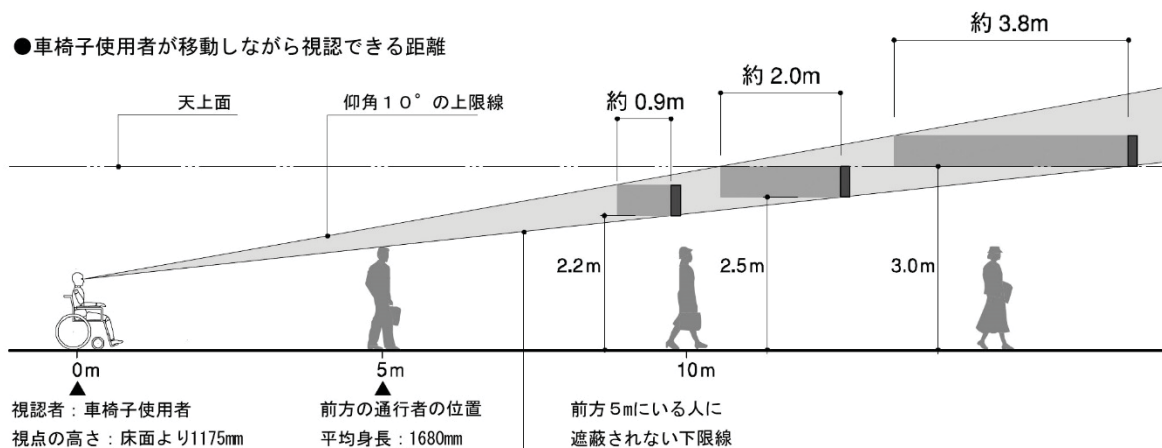 ●車椅子使用者が移動しながら視認できる距離
約3.8m
約2.0m
天上面
仰角10°の上限線
約0.9m
2.2m
2.5m
3.0m
0m
5m
10m
視認者：車椅子使用者
視点の高さ：床面より1175mm
前方の通行者の位置
平均身長：1680mm
前方5mにいる人に
遮蔽されない下限線